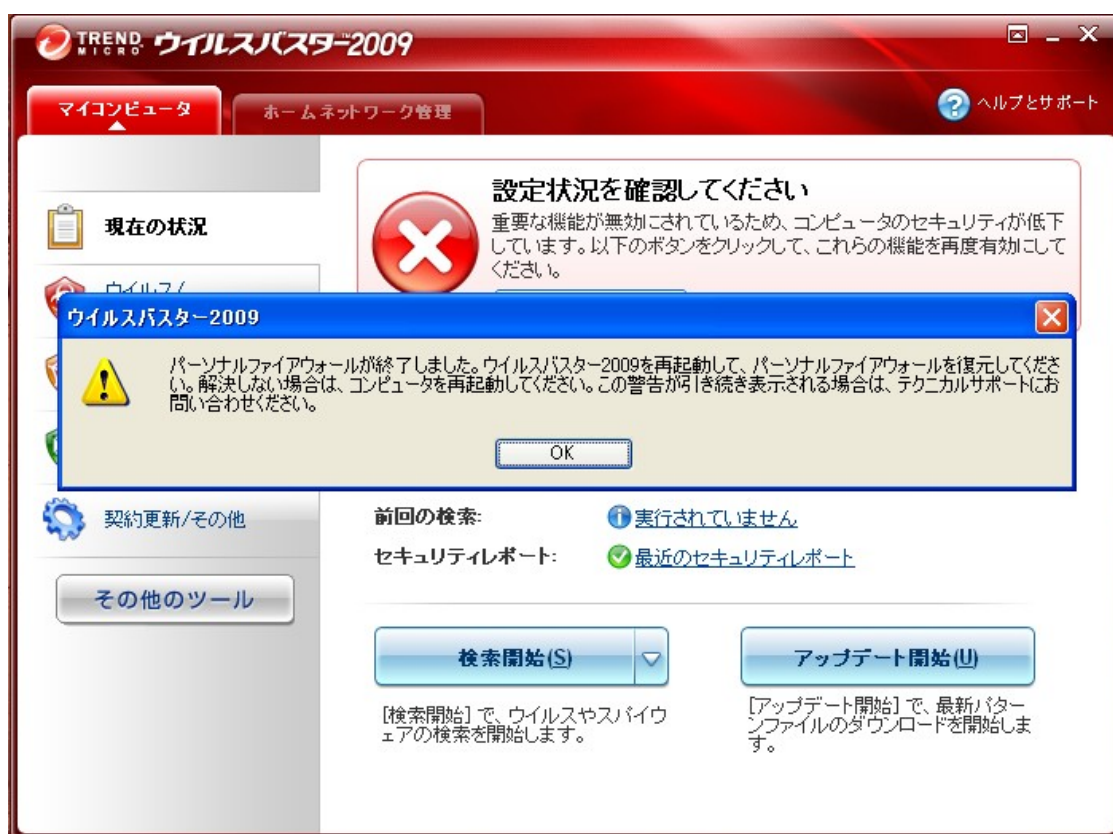 TREND MICRO ウイルスバスター™2009
マイコンピュータ
ホームネットワーク管理
ヘルプとサポート
現在の状況
設定状況を確認してください
重要な機能が無効にされているため、コンピュータのセキュリティが低下
しています。以下のボタンをクリックして、これらの機能を再度有効にして
ください。
ウイルス/
ウイルスバスター2009
パーソナルファイアウォールが終了しました。ウイルスバスター2009を再起動して、パーソナルファイアウォールを復元してくださ
い。解決しない場合は、コンピュータを再起動してください。この警告が引き続き表示される場合は、テクニカルサポートにお
問い合わせください。
OK
契約更新/その他
前回の検索:
実行されていません
セキュリティレポート:
最近のセキュリティレポート
その他のツール
検索開始(S)
アップデート開始(U)
[検索開始] で、ウイルスやスパイウ
ェアの検索を開始します。
[アップデート開始] で、最新パター
ンファイルのダウンロードを開始しま
す。